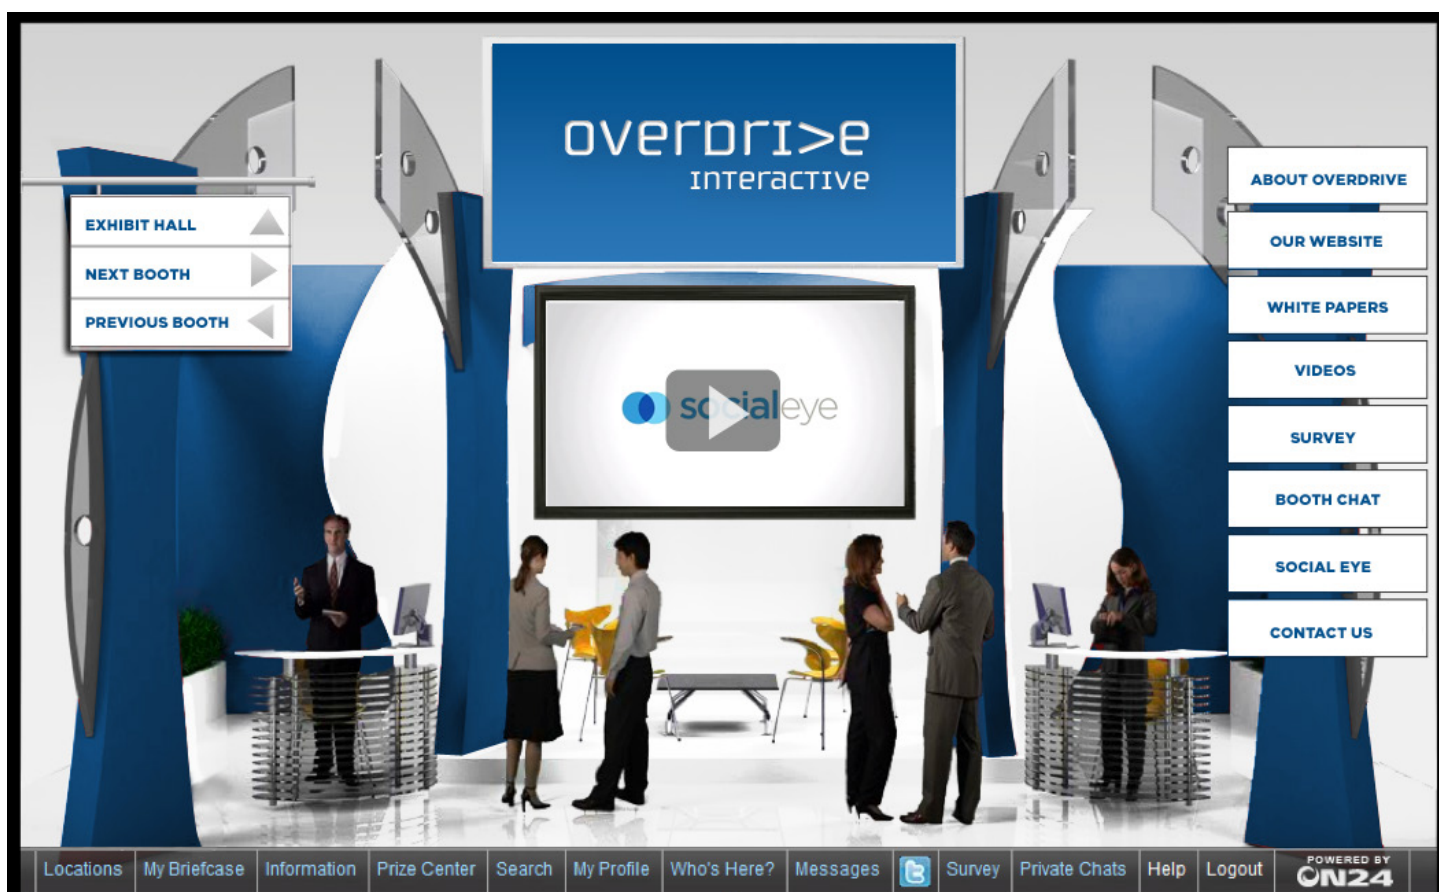 OVERDRI>E
INTERACTIVE
EXHIBIT HALL
NEXT BOOTH
PREVIOUS BOOTH
socialeye
ABOUT OVERDRIVE
OUR WEBSITE
WHITE PAPERS
VIDEOS
SURVEY
BOOTH CHAT
SOCIAL EYE
CONTACT US
Locations My Briefcase Information Prize Center Search My Profile Who's Here? Messages Survey Private Chats Help Logout
POWERED BY
ON24